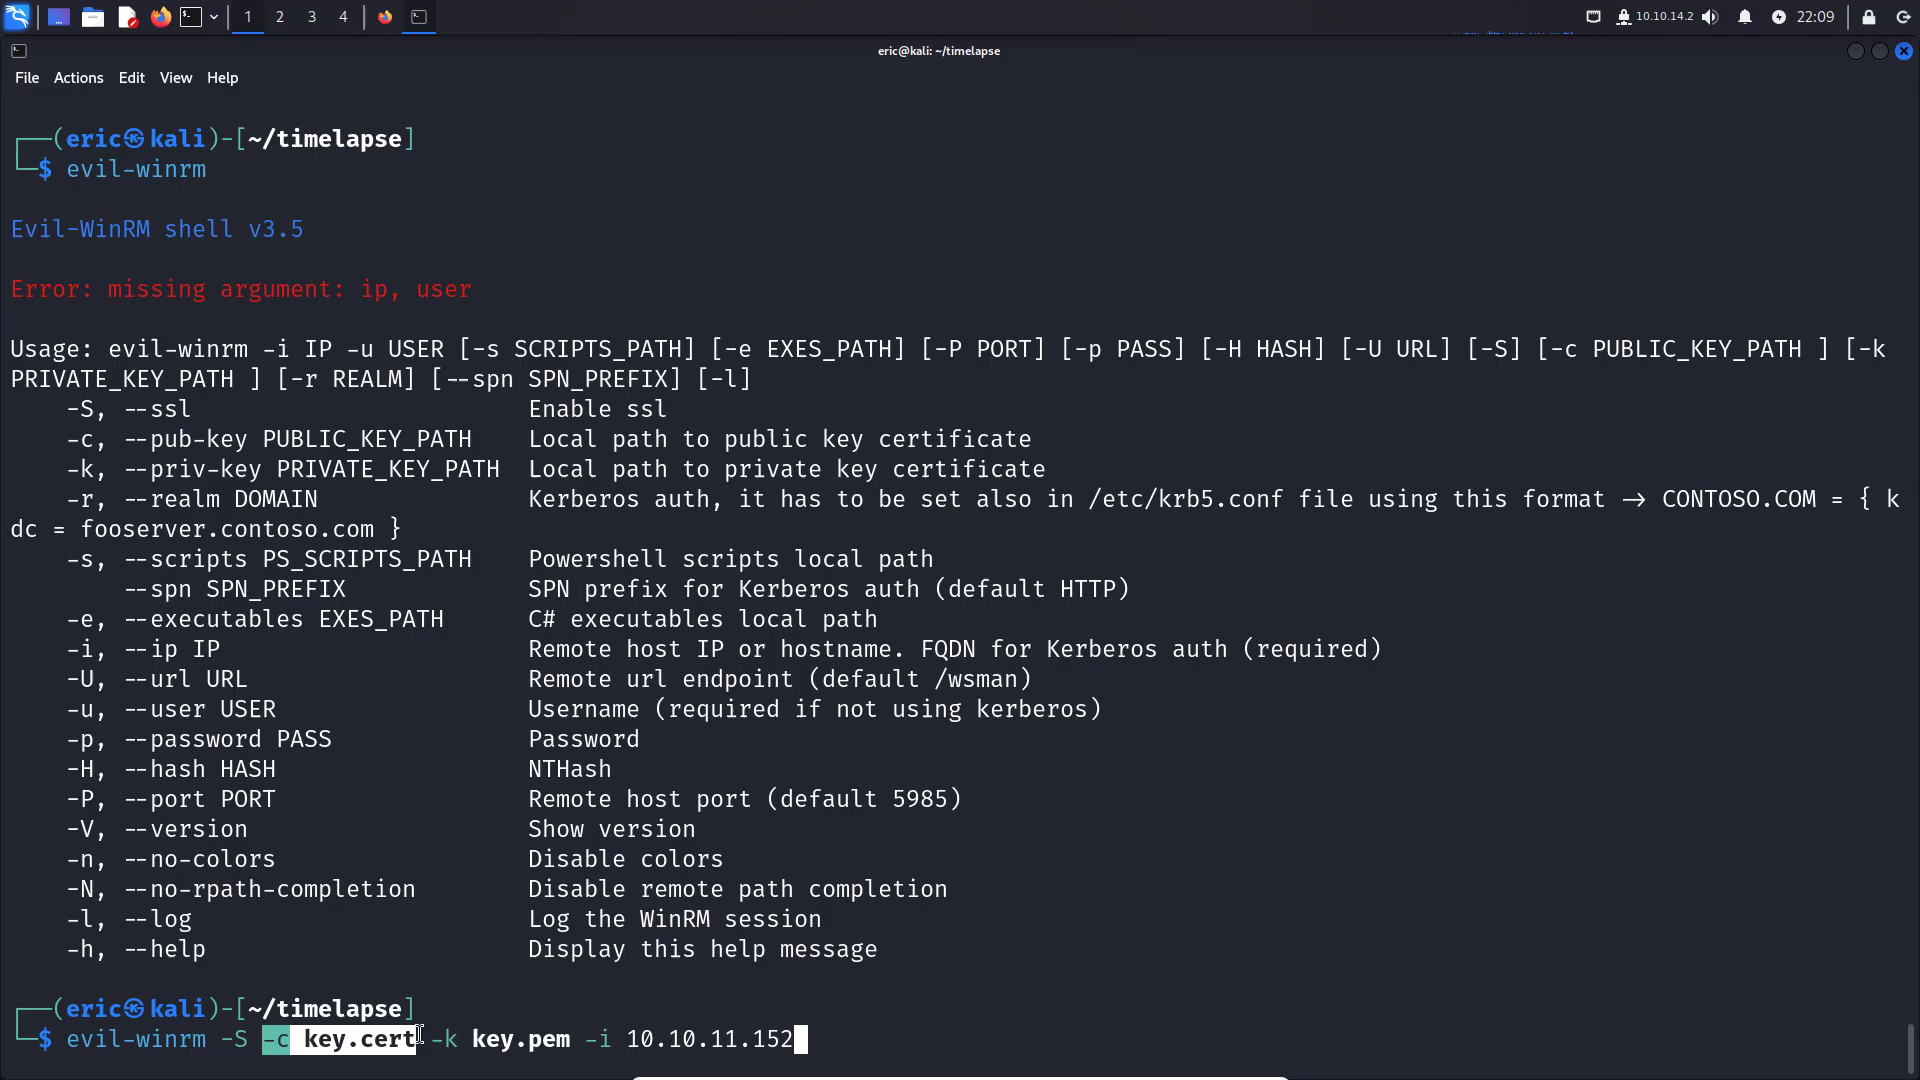 1 2 3 4 10.10.14.2 22:09
eric@kali: ~/timelapse
File Actions Edit View Help
┌──(eric㉿kali)-[~/timelapse]
└─$ evil-winrm
Evil-WinRM shell v3.5
Error: missing argument: ip, user
Usage: evil-winrm -i IP -u USER [-s SCRIPTS_PATH] [-e EXES_PATH] [-P PORT] [-p PASS] [-H HASH] [-U URL] [-S] [-c PUBLIC_KEY_PATH ] [-k
PRIVATE_KEY_PATH ] [-r REALM] [--spn SPN_PREFIX] [-l]
-S, --ssl Enable ssl
-c, --pub-key PUBLIC_KEY_PATH Local path to public key certificate
-k, --priv-key PRIVATE_KEY_PATH Local path to private key certificate
-r, --realm DOMAIN Kerberos auth, it has to be set also in /etc/krb5.conf file using this format -> CONTOSO.COM = { k
dc = fooserver.contoso.com }
-s, --scripts PS_SCRIPTS_PATH Powershell scripts local path
--spn SPN_PREFIX SPN prefix for Kerberos auth (default HTTP)
-e, --executables EXES_PATH C# executables local path
-i, --ip IP Remote host IP or hostname. FQDN for Kerberos auth (required)
-U, --url URL Remote url endpoint (default /wsman)
-u, --user USER Username (required if not using kerberos)
-p, --password PASS Password
-H, --hash HASH NTHash
-P, --port PORT Remote host port (default 5985)
-V, --version Show version
-n, --no-colors Disable colors
-N, --no-rpath-completion Disable remote path completion
-l, --log Log the WinRM session
-h, --help Display this help message
┌──(eric㉿kali)-[~/timelapse]
└─$ evil-winrm -S -c key.cert -k key.pem -i 10.10.11.152